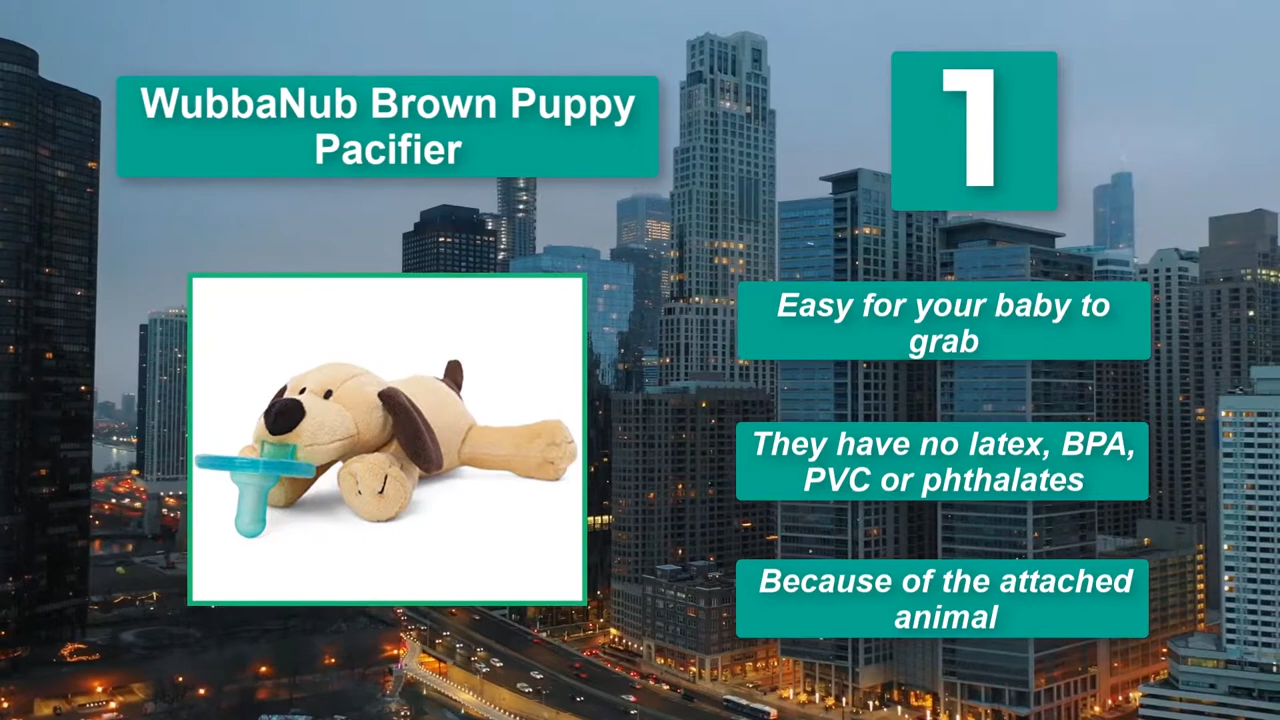 WubbaNub Brown Puppy
Pacifier
1
Easy for your baby to
grab
They have no latex, BPA,
PVC or phthalates
Because of the attached
animal